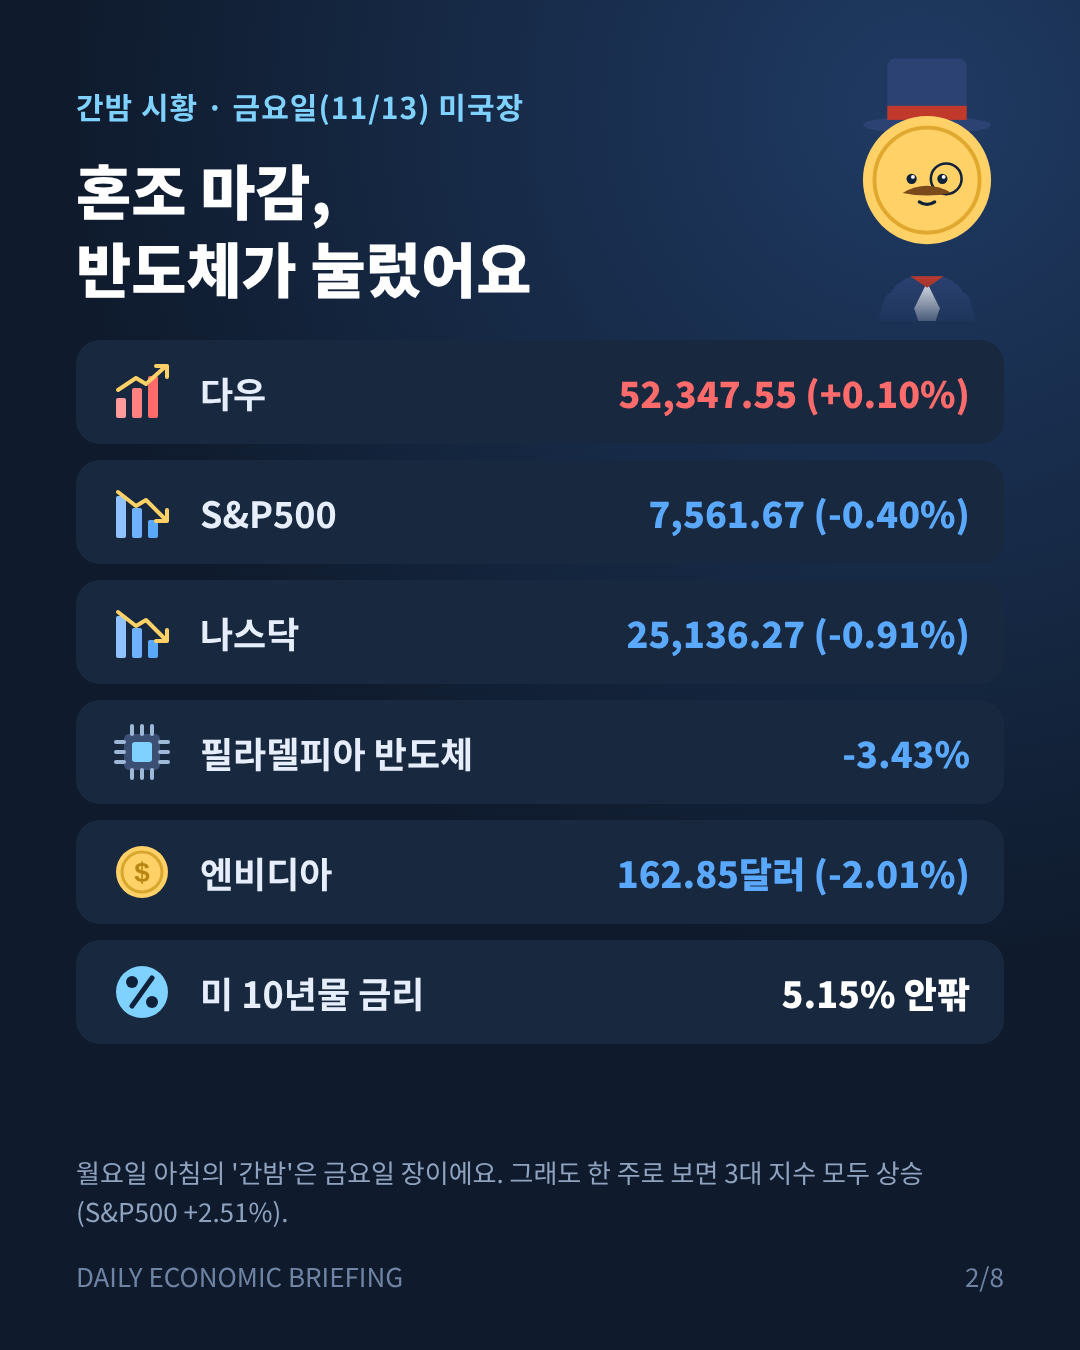 간밤 시황 · 금요일(11/13) 미국장
혼조 마감,
반도체가 눌렀어요
다우 52,347.55 (+0.10%)
S&P500 7,561.67 (-0.40%)
나스닥 25,136.27 (-0.91%)
필라델피아 반도체 -3.43%
$ 엔비디아 162.85달러 (-2.01%)
% 미 10년물 금리 5.15% 안팎
월요일 아침의 '간밤'은 금요일 장이에요. 그래도 한 주로 보면 3대 지수 모두 상승
(S&P500 +2.51%).
DAILY ECONOMIC BRIEFING 2/8